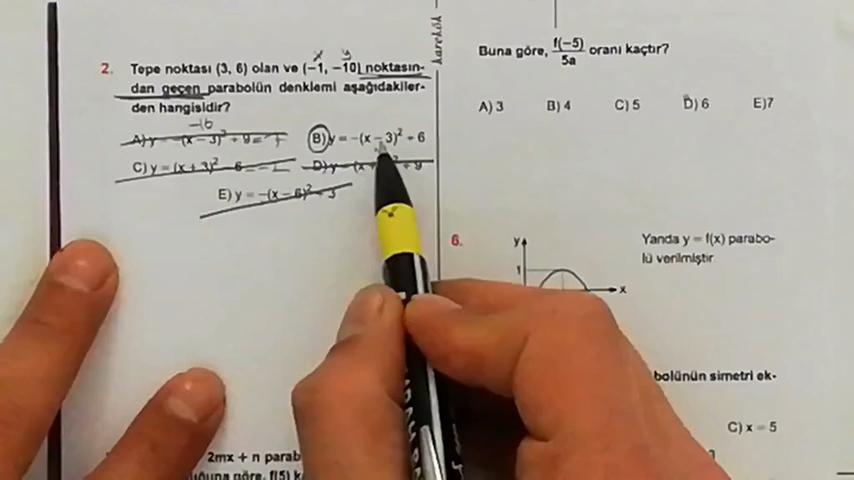 karekök
2. Tepe noktası (3, 6) olan ve (−1, −10) noktasın-
x y
dan geçen parabolün denklemi aşağıdakiler-
den hangisidir?
−16
A) y = −(x − 3)² + 9
B) y = −(x − 3)² + 6
C) y = (x + 3)² − 6
D) y
E) y = −(x − 6)² − 3
2mx + n parab
uğuna göre, f(5) k
Buna göre, f(−5)/5a oranı kaçtır?
A) 3 B) 4 C) 5 D) 6 E) 7
6.
y
1
x
Yanda y = f(x) parabo-
lü verilmiştir
bolünün simetri ek-
C) x = 5